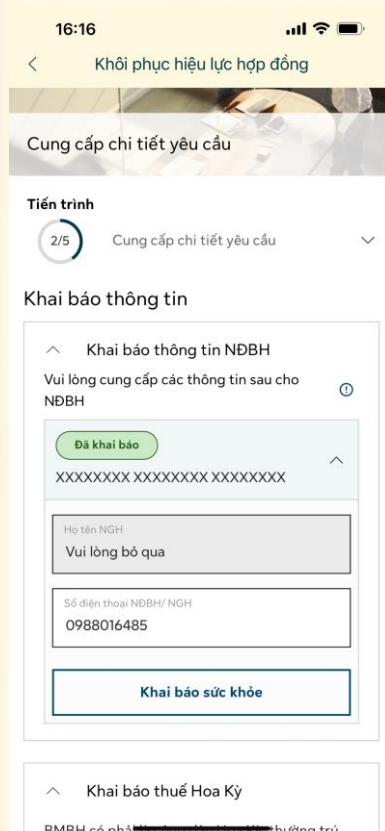 16:16
Khôi phục hiệu lực hợp đồng
Cung cấp chi tiết yêu cầu
Tiến trình
2/5
Cung cấp chi tiết yêu cầu
Khai báo thông tin
Khai báo thông tin NĐBH
Vui lòng cung cấp các thông tin sau cho
NĐBH
Đã khai báo
XXXXXXXX XXXXXXXX XXXXXXXX
Họ tên NGH
Vui lòng bỏ qua
Số điện thoại NĐBH/ NGH
0988016485
Khai báo sức khỏe
Khai báo thuế Hoa Kỳ
BMBH có phải thường trú